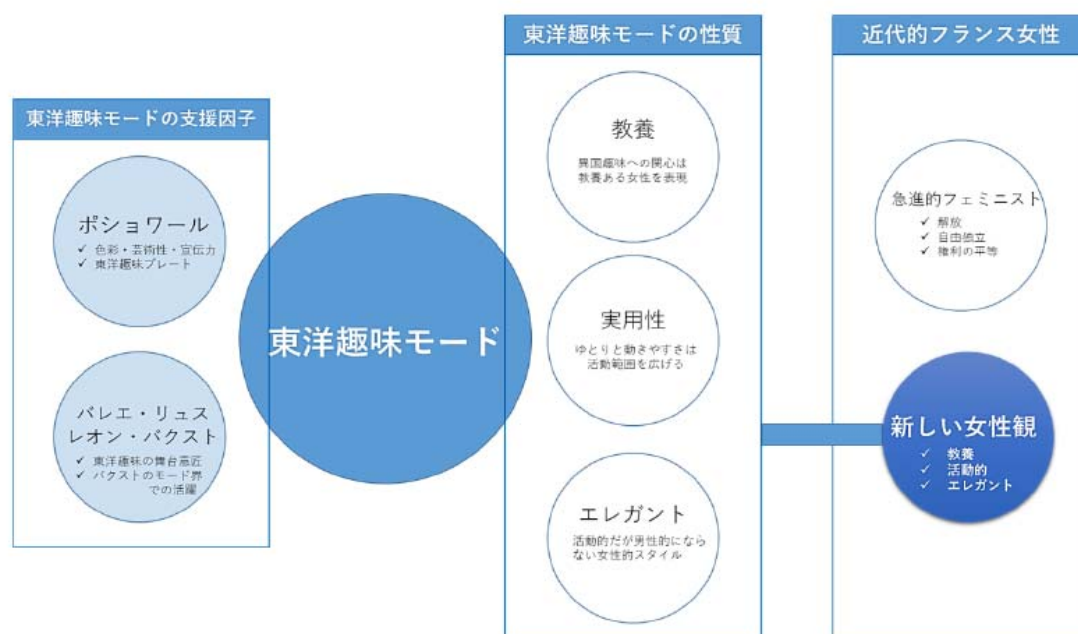 東洋趣味モードの支援因子
ポショワール
✓ 色彩・芸術性・宣伝力
✓ 東洋趣味プレート
バレエ・リュス
レオン・バクスト
✓ 東洋趣味の舞台意匠
✓ バクストのモード界
での活躍
東洋趣味モード
東洋趣味モードの性質
教養
異国趣味への関心は
教養ある女性を表現
実用性
ゆとりと動きやすさは
活動範囲を広げる
エレガント
活動的だが男性的になら
ない女性的スタイル
近代的フランス女性
急進的フェミニスト
✓ 解放
✓ 自由独立
✓ 権利の平等
新しい女性観
✓ 教養
✓ 活動的
✓ エレガント